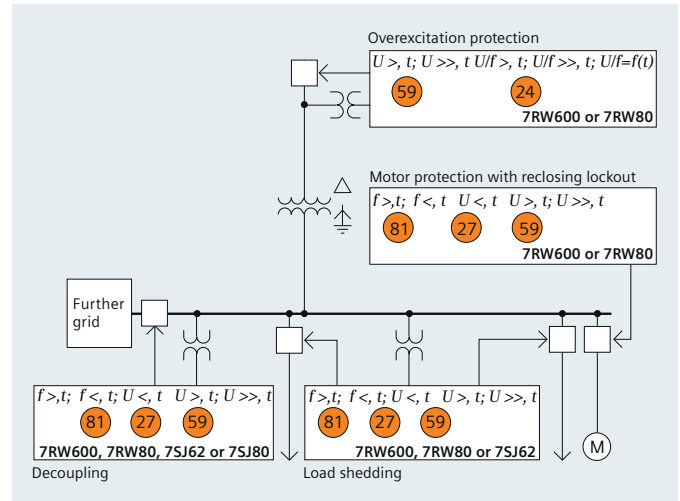 Overexcitation protection
U >, t; U >>, t U/f >, t; U/f >>, t; U/f=f(t)
59 24
7RW600 or 7RW80
Motor protection with reclosing lockout
f >,t; f <, t U <, t U >, t; U >>, t
81 27 59
7RW600 or 7RW80
Further
grid
f >,t; f <, t; U <, t U >, t; U >>, t
81 27 59
7RW600, 7RW80, 7SJ62 or 7SJ80
Decoupling
f >,t; f <, t; U <, t U >, t; U >>, t
81 27 59
7RW600, 7RW80 or 7SJ62
Load shedding
M